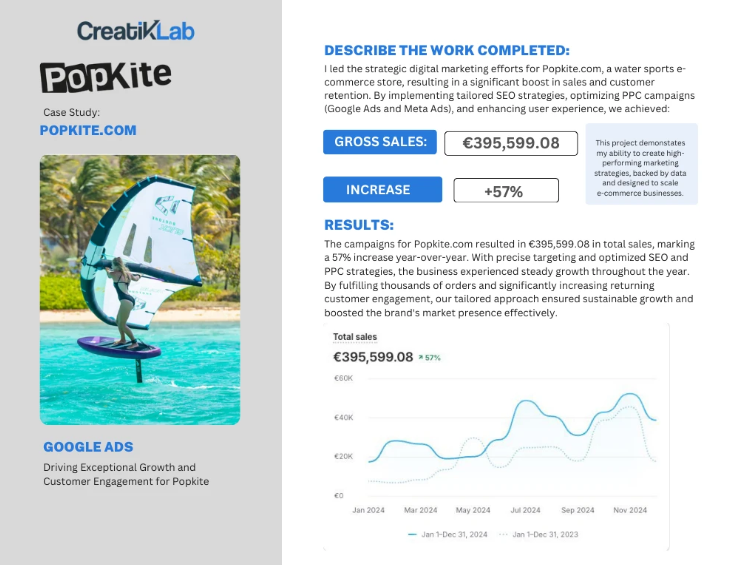 CreatiKLab
PopKite
Case Study:
POPKITE.COM
GOOGLE ADS
Driving Exceptional Growth and
Customer Engagement for Popkite
DESCRIBE THE WORK COMPLETED:
I led the strategic digital marketing efforts for Popkite.com, a water sports e-
commerce store, resulting in a significant boost in sales and customer
retention. By implementing tailored SEO strategies, optimizing PPC campaigns
(Google Ads and Meta Ads), and enhancing user experience, we achieved:
GROSS SALES:
€395,599.08
INCREASE
+57%
This project demonstates
my ability to create high-
performing marketing
strategies, backed by data
and designed to scale
e-commerce businesses.
RESULTS:
The campaigns for Popkite.com resulted in €395,599.08 in total sales, marking
a 57% increase year-over-year. With precise targeting and optimized SEO and
PPC strategies, the business experienced steady growth throughout the year.
By fulfilling thousands of orders and significantly increasing returning
customer engagement, our tailored approach ensured sustainable growth and
boosted the brand's market presence effectively.
Total sales
€395,599.08 ↗ 57%
€60K
€40K
€20K
€0
Jan 2024 Mar 2024 May 2024 Jul 2024 Sep 2024 Nov 2024
Jan 1–Dec 31, 2024 Jan 1–Dec 31, 2023